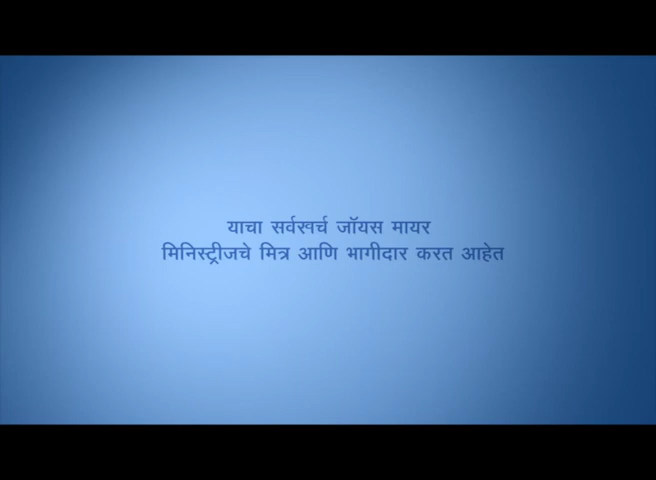 याचा सर्वखर्च जॉयस मायर
मिनिस्ट्रीजचे मित्र आणि भागीदार करत आहेत